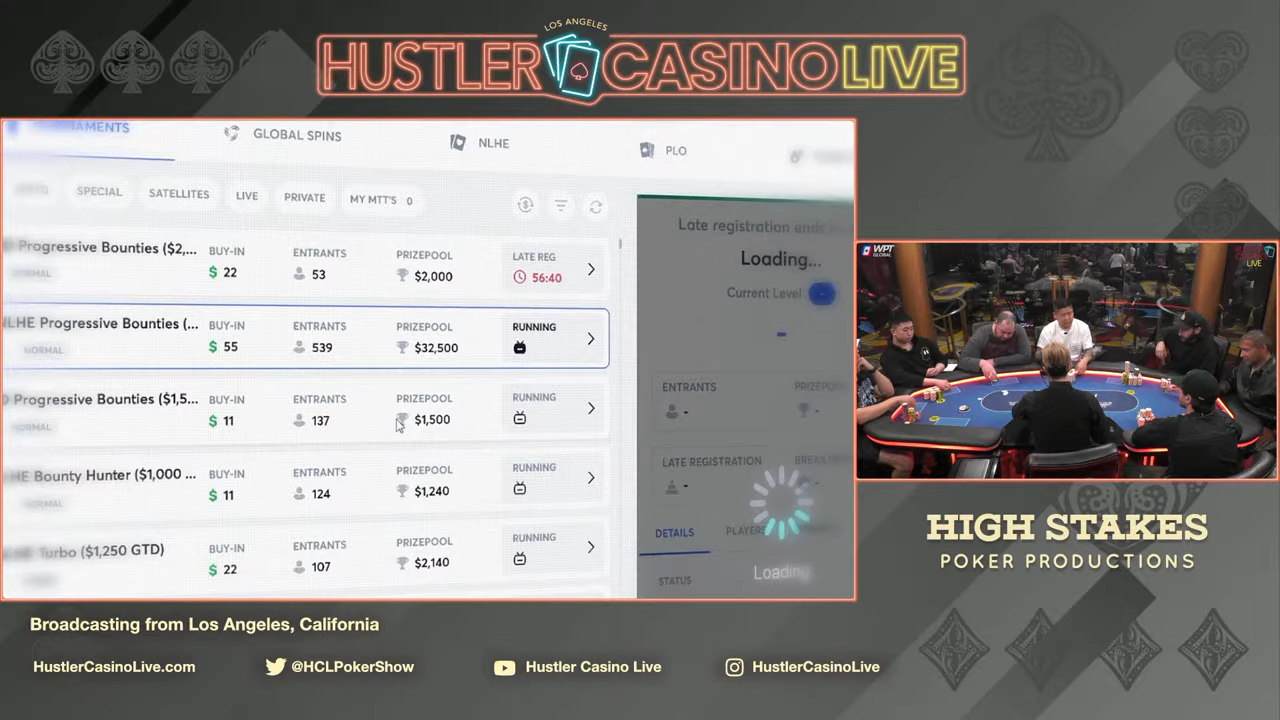 LOS ANGELES
HUSTLER CASINO LIVE
GLOBAL SPINS
NLHE
PLO
SPECIAL
SATELLITES
LIVE
PRIVATE
MY MTT'S 0
Progressive Bounties ($2,...
NORMAL
BUY-IN
$ 22
ENTRANTS
53
PRIZEPOOL
$2,000
LATE REG
56:40
NLHE Progressive Bounties (...
NORMAL
BUY-IN
$ 55
ENTRANTS
539
PRIZEPOOL
$32,500
RUNNING
Progressive Bounties ($1,5...
NORMAL
BUY-IN
$ 11
ENTRANTS
137
PRIZEPOOL
$1,500
RUNNING
Bounty Hunter ($1,000 ...
NORMAL
BUY-IN
$ 11
ENTRANTS
124
PRIZEPOOL
$1,240
RUNNING
Turbo ($1,250 GTD)
BUY-IN
$ 22
ENTRANTS
107
PRIZEPOOL
$2,140
RUNNING
Late registration ends
Loading...
Current Level
ENTRANTS
-
LATE REGISTRATION
-
DETAILS
STATUS
Loading
WPT
GLOBAL
LIVE
HIGH STAKES
POKER PRODUCTIONS
Broadcasting from Los Angeles, California
HustlerCasinoLive.com
@HCLPokerShow
Hustler Casino Live
HustlerCasinoLive